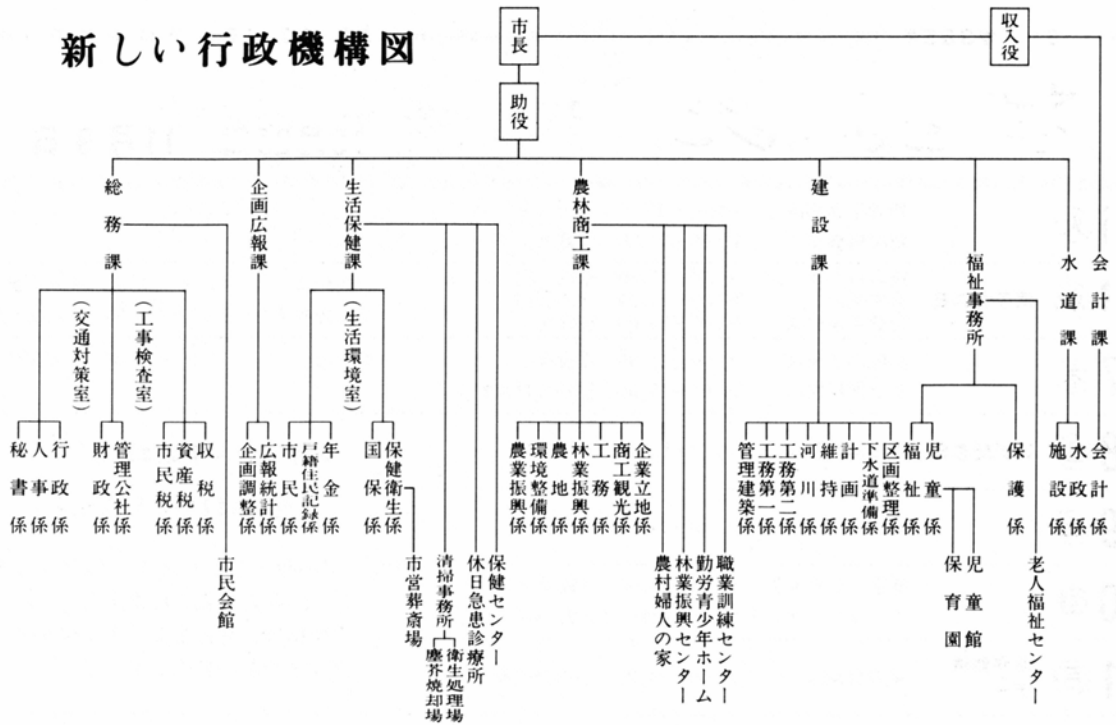 新しい行政機構図
市長
収入役
助役
総務課
企画広報課
生活保健課
農林商工課
建設課
福祉事務所
水道課
会計課
(交通対策室)
(工事検査室)
(生活環境室)
秘書係
人事係
行政係
財政係
管理公社係
市民税係
資産税係
収税係
企画調整係
広報統計係
市民係
戸籍住民記録係
年金係
国保係
保健衛生係
農業振興係
環境整備係
農地係
林業振興係
工務係
商工観光係
企業立地係
管理建築係
工務第一係
工務第二係
河川係
維持係
計画係
下水道準備係
区画整理係
福祉係
児童係
保護係
施設係
水政係
会計係
市民会館
市営葬斎場
清掃事務所
塵芥焼却場
衛生処理場
休日急患診療所
保健センター
農村婦人の家
林業振興センター
勤労青少年ホーム
職業訓練センター
保育園
児童館
老人福祉センター